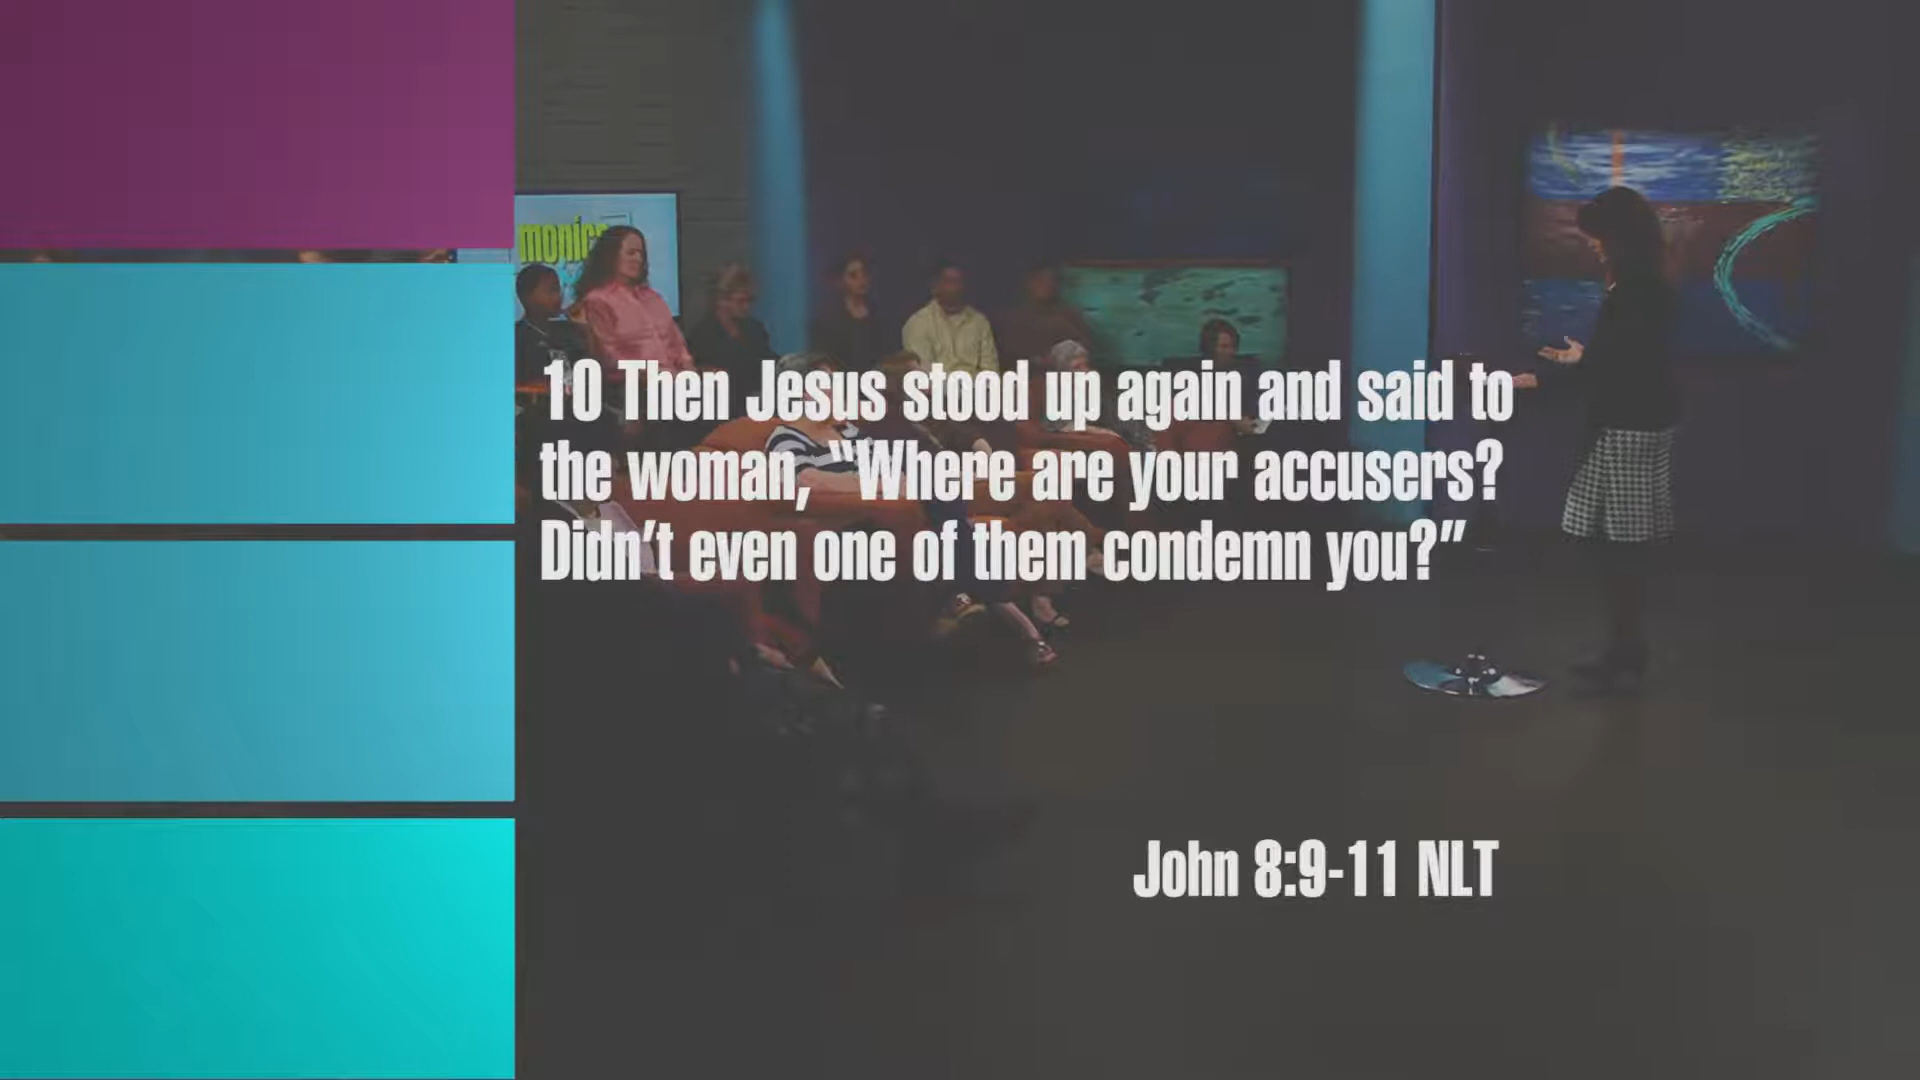 monica
10 Then Jesus stood up again and said to
the woman, “Where are your accusers?
Didn’t even one of them condemn you?”
John 8:9-11 NLT